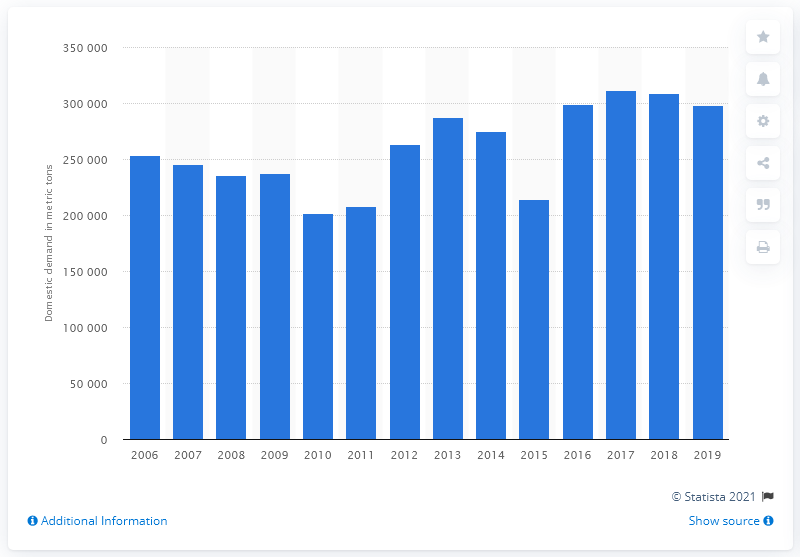 350 000
300 000
250 000
200 000
150 000
100 000
50 000
0
Domestic demand in metric tons
2006 2007 2008 2009 2010 2011 2012 2013 2014 2015 2016 2017 2018 2019
© Statista 2021
Additional Information
Show source